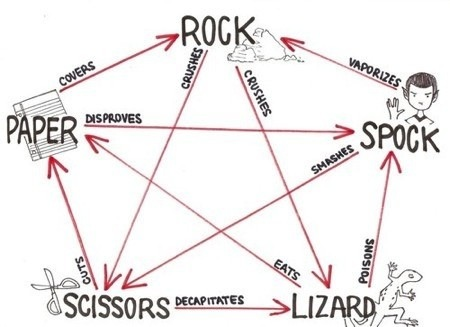 ROCK
COVERS
CRUSHES
CRUSHES
VAPORIZES
PAPER
DISPROVES
SPOCK
SMASHES
CUTS
EATS
POISONS
SCISSORS
DECAPITATES
LIZARD